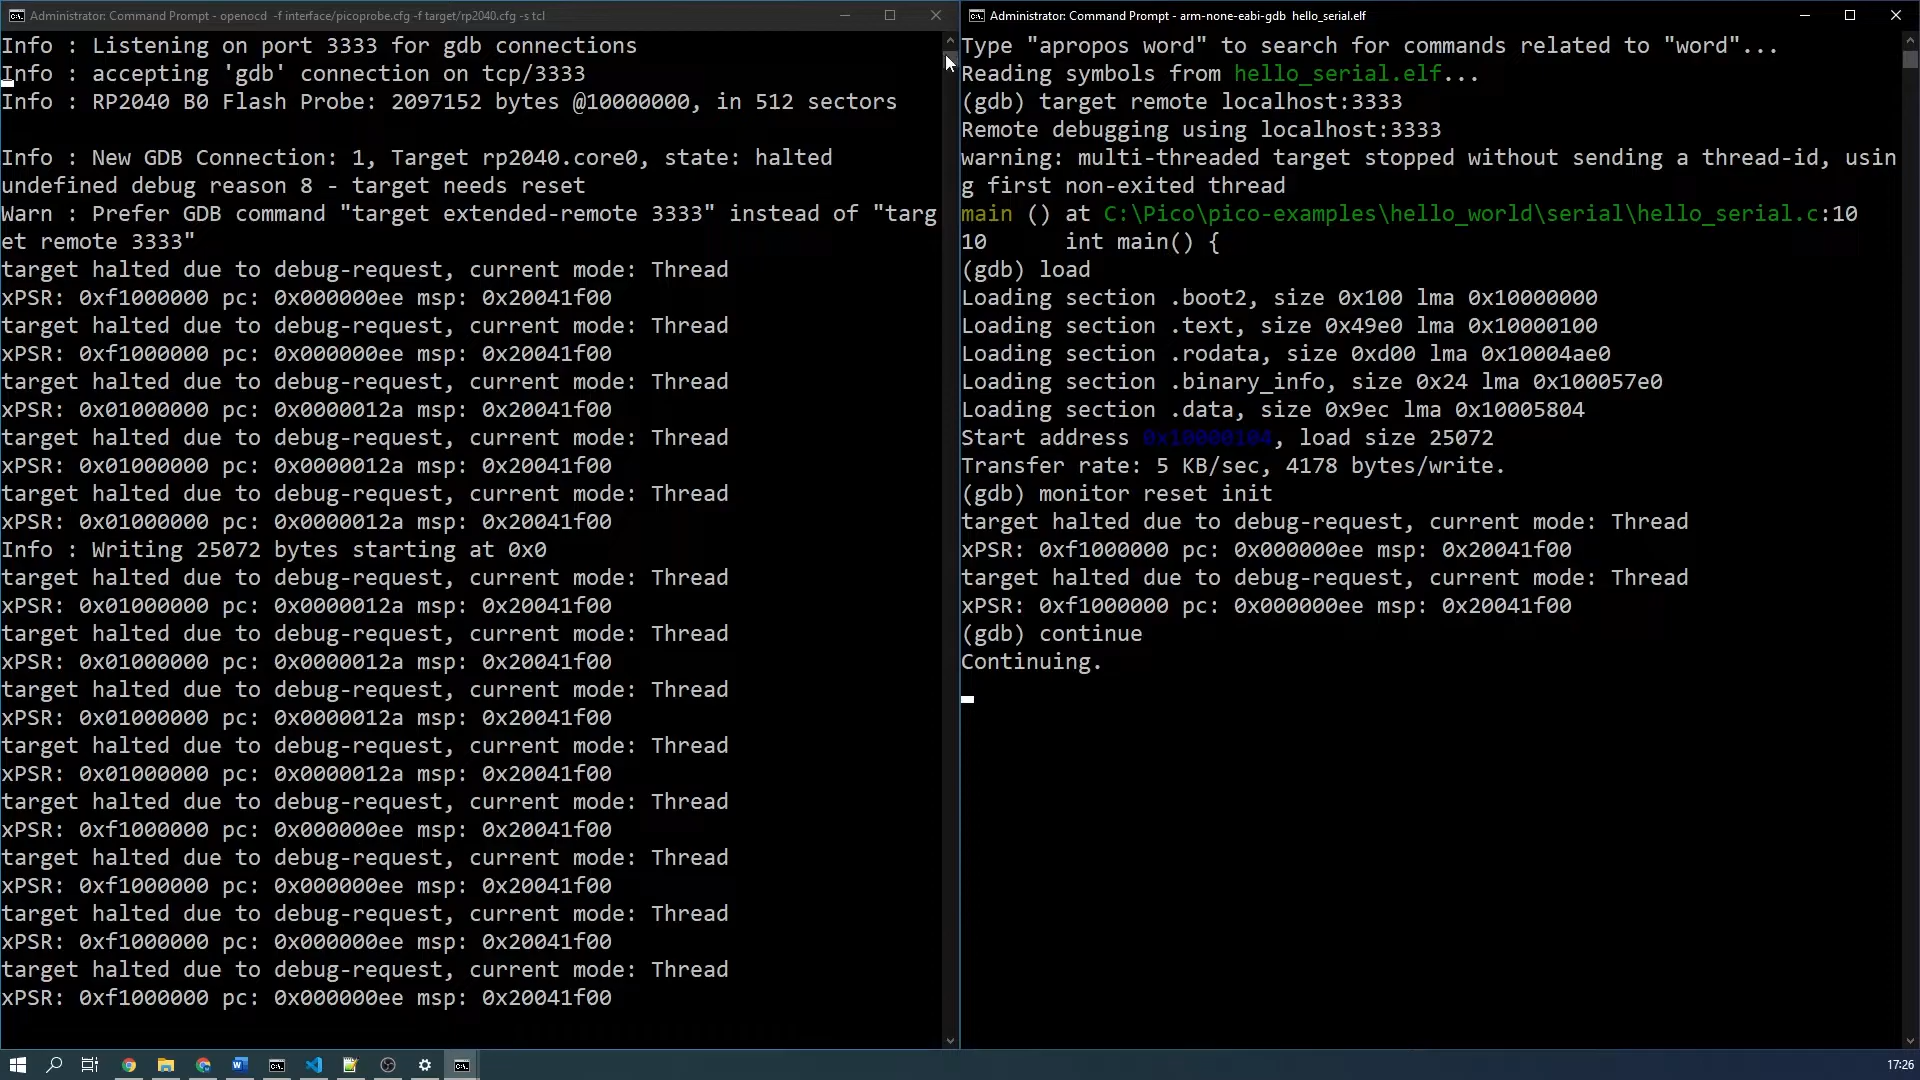 Administrator: Command Prompt - openocd -f interface/picoprobe.cfg -f target/rp2040.cfg -s tcl
Info : Listening on port 3333 for gdb connections
Info : accepting 'gdb' connection on tcp/3333
Info : RP2040 B0 Flash Probe: 2097152 bytes @10000000, in 512 sectors
Info : New GDB Connection: 1, Target rp2040.core0, state: halted
undefined debug reason 8 - target needs reset
Warn : Prefer GDB command "target extended-remote 3333" instead of "targ
et remote 3333"
target halted due to debug-request, current mode: Thread
xPSR: 0xf1000000 pc: 0x000000ee msp: 0x20041f00
target halted due to debug-request, current mode: Thread
xPSR: 0xf1000000 pc: 0x000000ee msp: 0x20041f00
target halted due to debug-request, current mode: Thread
xPSR: 0x01000000 pc: 0x0000012a msp: 0x20041f00
target halted due to debug-request, current mode: Thread
xPSR: 0x01000000 pc: 0x0000012a msp: 0x20041f00
target halted due to debug-request, current mode: Thread
xPSR: 0x01000000 pc: 0x0000012a msp: 0x20041f00
Info : Writing 25072 bytes starting at 0x0
target halted due to debug-request, current mode: Thread
xPSR: 0x01000000 pc: 0x0000012a msp: 0x20041f00
target halted due to debug-request, current mode: Thread
xPSR: 0x01000000 pc: 0x0000012a msp: 0x20041f00
target halted due to debug-request, current mode: Thread
xPSR: 0x01000000 pc: 0x0000012a msp: 0x20041f00
target halted due to debug-request, current mode: Thread
xPSR: 0x01000000 pc: 0x0000012a msp: 0x20041f00
target halted due to debug-request, current mode: Thread
xPSR: 0xf1000000 pc: 0x000000ee msp: 0x20041f00
target halted due to debug-request, current mode: Thread
xPSR: 0xf1000000 pc: 0x000000ee msp: 0x20041f00
target halted due to debug-request, current mode: Thread
xPSR: 0xf1000000 pc: 0x000000ee msp: 0x20041f00
target halted due to debug-request, current mode: Thread
xPSR: 0xf1000000 pc: 0x000000ee msp: 0x20041f00
Administrator: Command Prompt - arm-none-eabi-gdb hello_serial.elf
Type "apropos word" to search for commands related to "word"...
Reading symbols from hello_serial.elf...
(gdb) target remote localhost:3333
Remote debugging using localhost:3333
warning: multi-threaded target stopped without sending a thread-id, usin
g first non-exited thread
main () at C:\Pico\pico-examples\hello_world\serial\hello_serial.c:10
10 int main() {
(gdb) load
Loading section .boot2, size 0x100 lma 0x10000000
Loading section .text, size 0x49e0 lma 0x10000100
Loading section .rodata, size 0xd00 lma 0x10004ae0
Loading section .binary_info, size 0x24 lma 0x100057e0
Loading section .data, size 0x9ec lma 0x10005804
Start address 0x10000104, load size 25072
Transfer rate: 5 KB/sec, 4178 bytes/write.
(gdb) monitor reset init
target halted due to debug-request, current mode: Thread
xPSR: 0xf1000000 pc: 0x000000ee msp: 0x20041f00
target halted due to debug-request, current mode: Thread
xPSR: 0xf1000000 pc: 0x000000ee msp: 0x20041f00
(gdb) continue
Continuing.
17:26